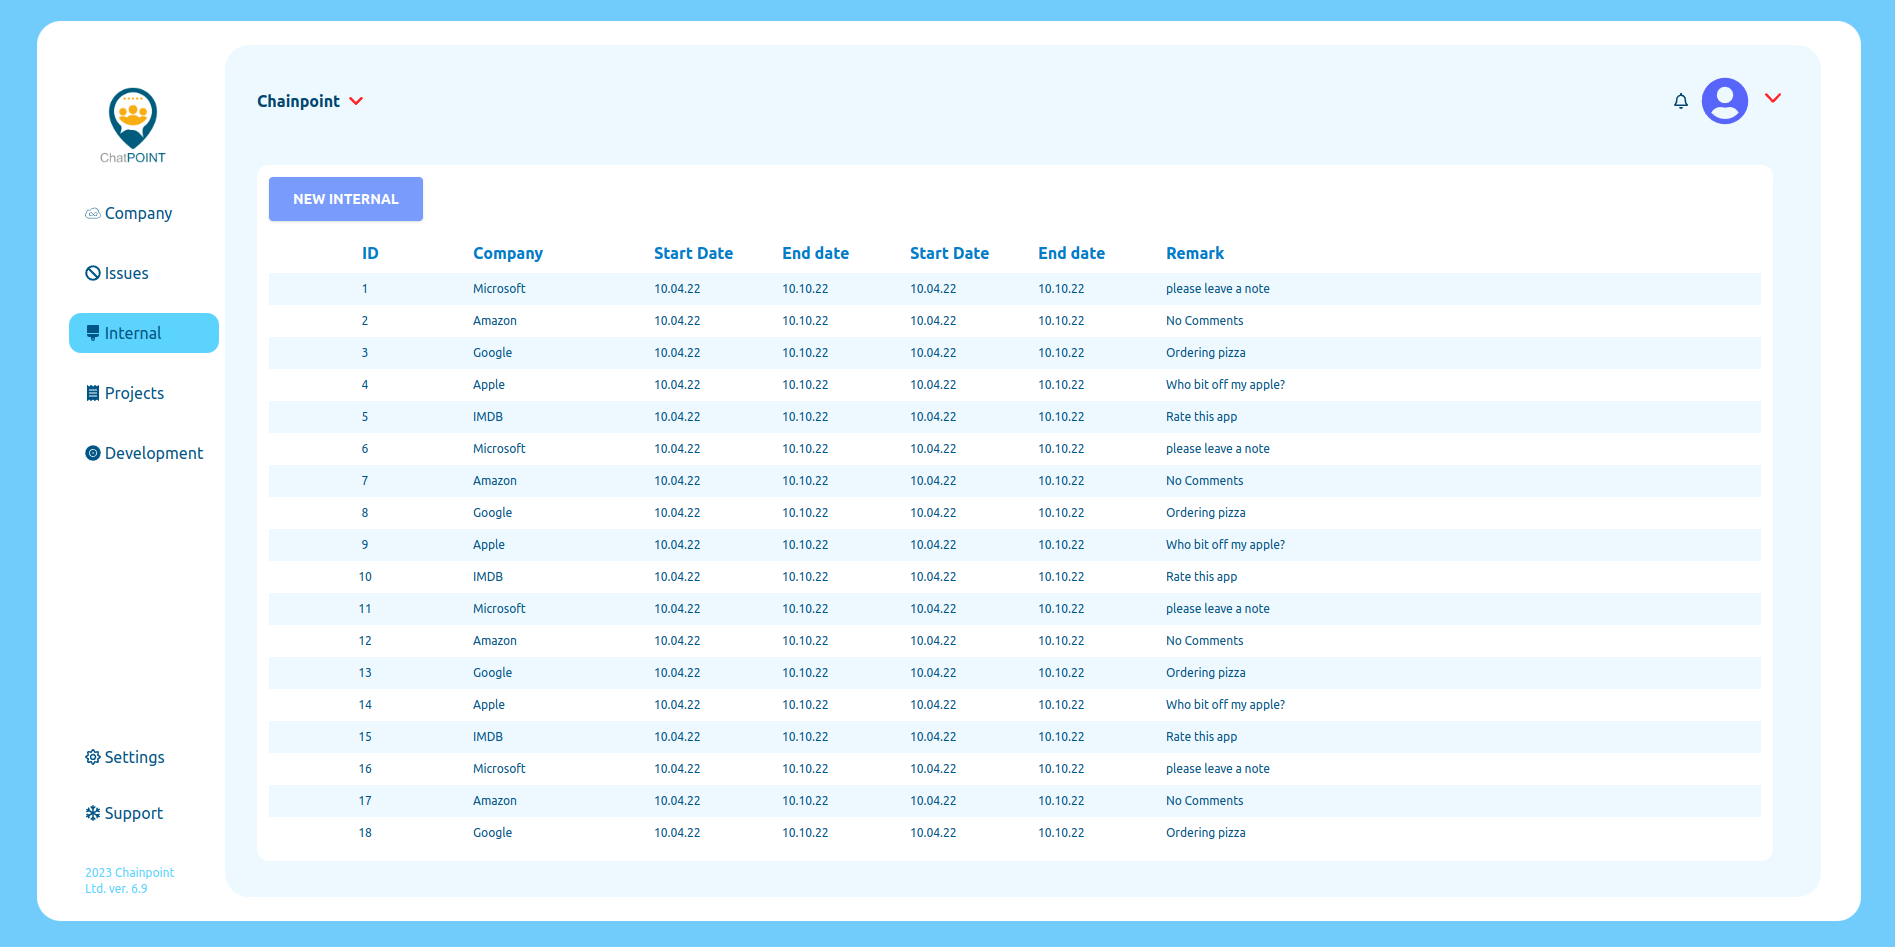 Chainpoint
ChatPOINT
Company
Issues
Internal
Projects
Development
Settings
Support
2023 Chainpoint
Ltd. ver. 6.9
NEW INTERNAL
ID Company Start Date End date Start Date End date Remark
1 Microsoft 10.04.22 10.10.22 10.04.22 10.10.22 please leave a note
2 Amazon 10.04.22 10.10.22 10.04.22 10.10.22 No Comments
3 Google 10.04.22 10.10.22 10.04.22 10.10.22 Ordering pizza
4 Apple 10.04.22 10.10.22 10.04.22 10.10.22 Who bit off my apple?
5 IMDB 10.04.22 10.10.22 10.04.22 10.10.22 Rate this app
6 Microsoft 10.04.22 10.10.22 10.04.22 10.10.22 please leave a note
7 Amazon 10.04.22 10.10.22 10.04.22 10.10.22 No Comments
8 Google 10.04.22 10.10.22 10.04.22 10.10.22 Ordering pizza
9 Apple 10.04.22 10.10.22 10.04.22 10.10.22 Who bit off my apple?
10 IMDB 10.04.22 10.10.22 10.04.22 10.10.22 Rate this app
11 Microsoft 10.04.22 10.10.22 10.04.22 10.10.22 please leave a note
12 Amazon 10.04.22 10.10.22 10.04.22 10.10.22 No Comments
13 Google 10.04.22 10.10.22 10.04.22 10.10.22 Ordering pizza
14 Apple 10.04.22 10.10.22 10.04.22 10.10.22 Who bit off my apple?
15 IMDB 10.04.22 10.10.22 10.04.22 10.10.22 Rate this app
16 Microsoft 10.04.22 10.10.22 10.04.22 10.10.22 please leave a note
17 Amazon 10.04.22 10.10.22 10.04.22 10.10.22 No Comments
18 Google 10.04.22 10.10.22 10.04.22 10.10.22 Ordering pizza